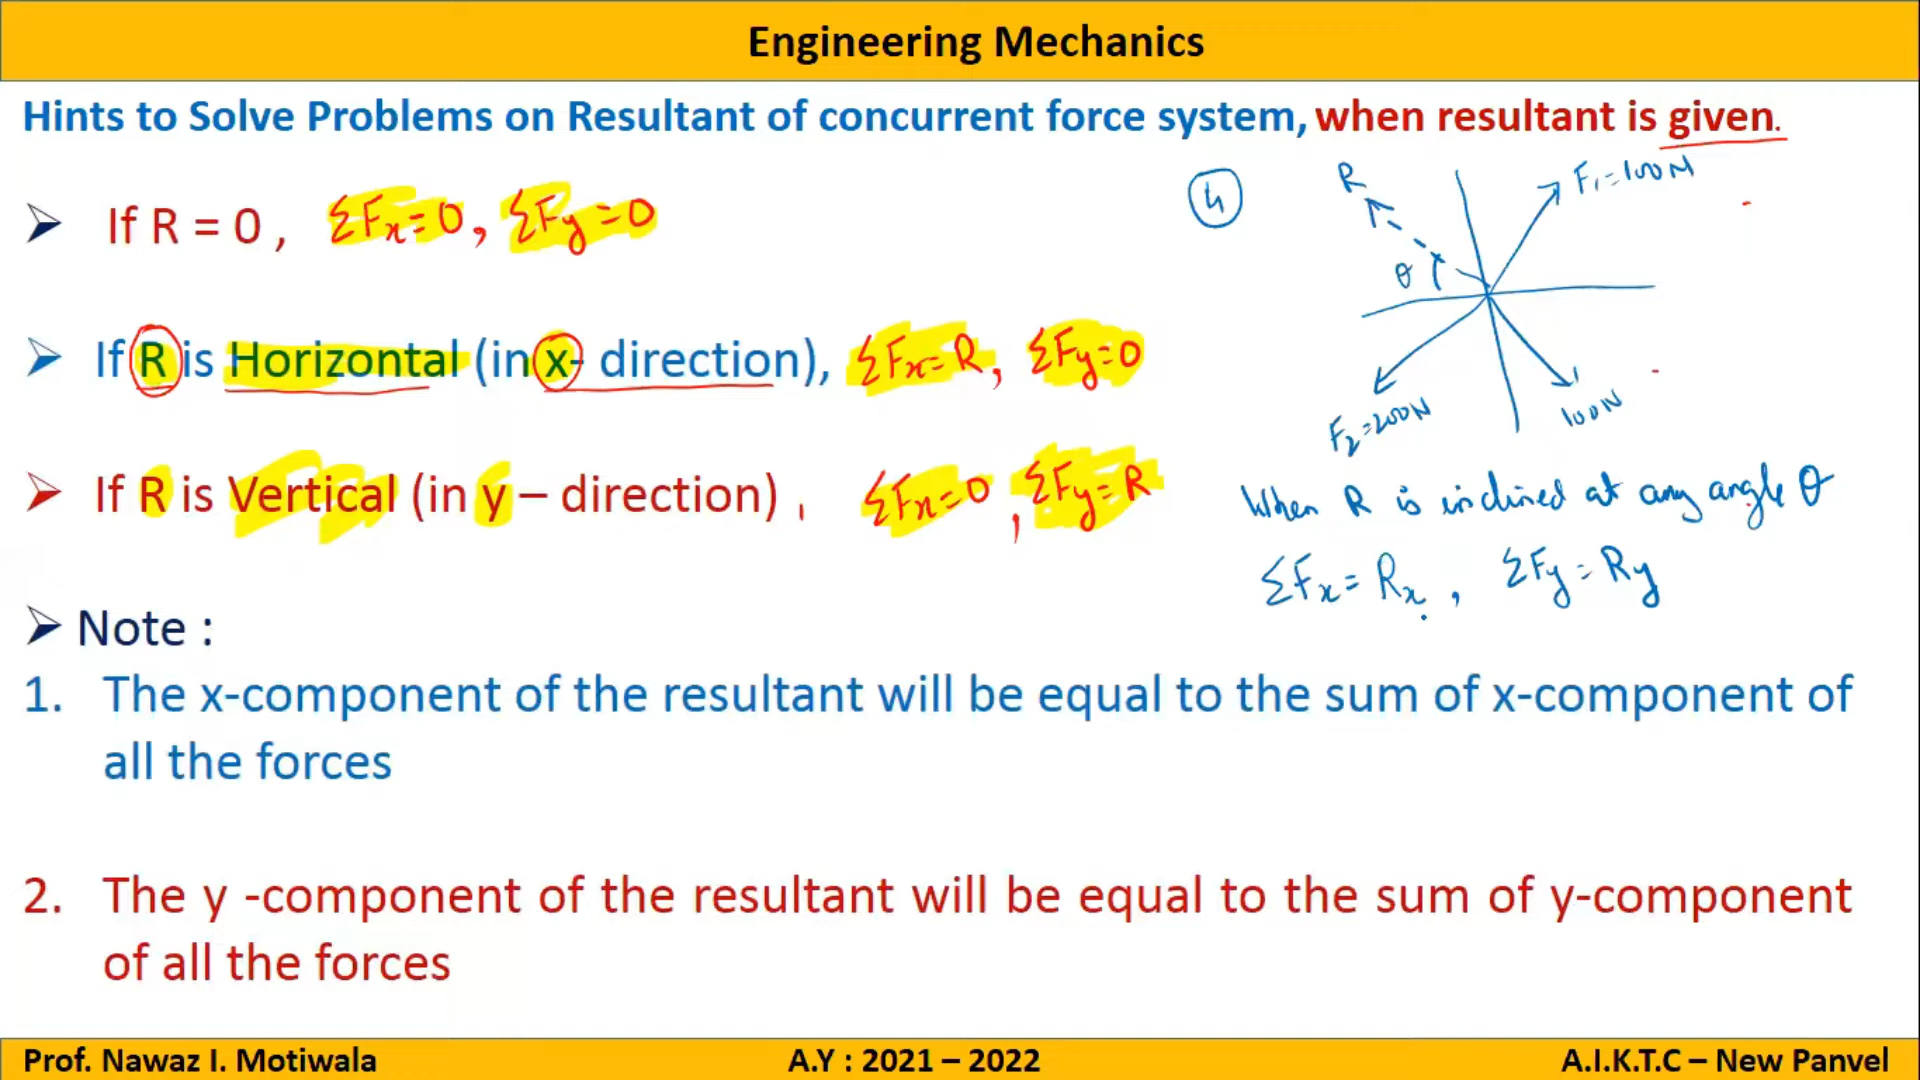 Engineering Mechanics
Hints to Solve Problems on Resultant of concurrent force system, when resultant is given.
➤ If R = 0 , ΣFx=0, ΣFy=0
➤ If R is Horizontal (in x- direction), ΣFx=R, ΣFy=0
➤ If R is Vertical (in y – direction) , ΣFx=0, ΣFy=R
4
R
F1=100N
θ
F2=200N
100N
When R is inclined at any angle θ
ΣFx=Rx, ΣFy=Ry
➤ Note :
1. The x-component of the resultant will be equal to the sum of x-component of
all the forces
2. The y -component of the resultant will be equal to the sum of y-component
of all the forces
Prof. Nawaz I. Motiwala A.Y : 2021 – 2022 A.I.K.T.C – New Panvel